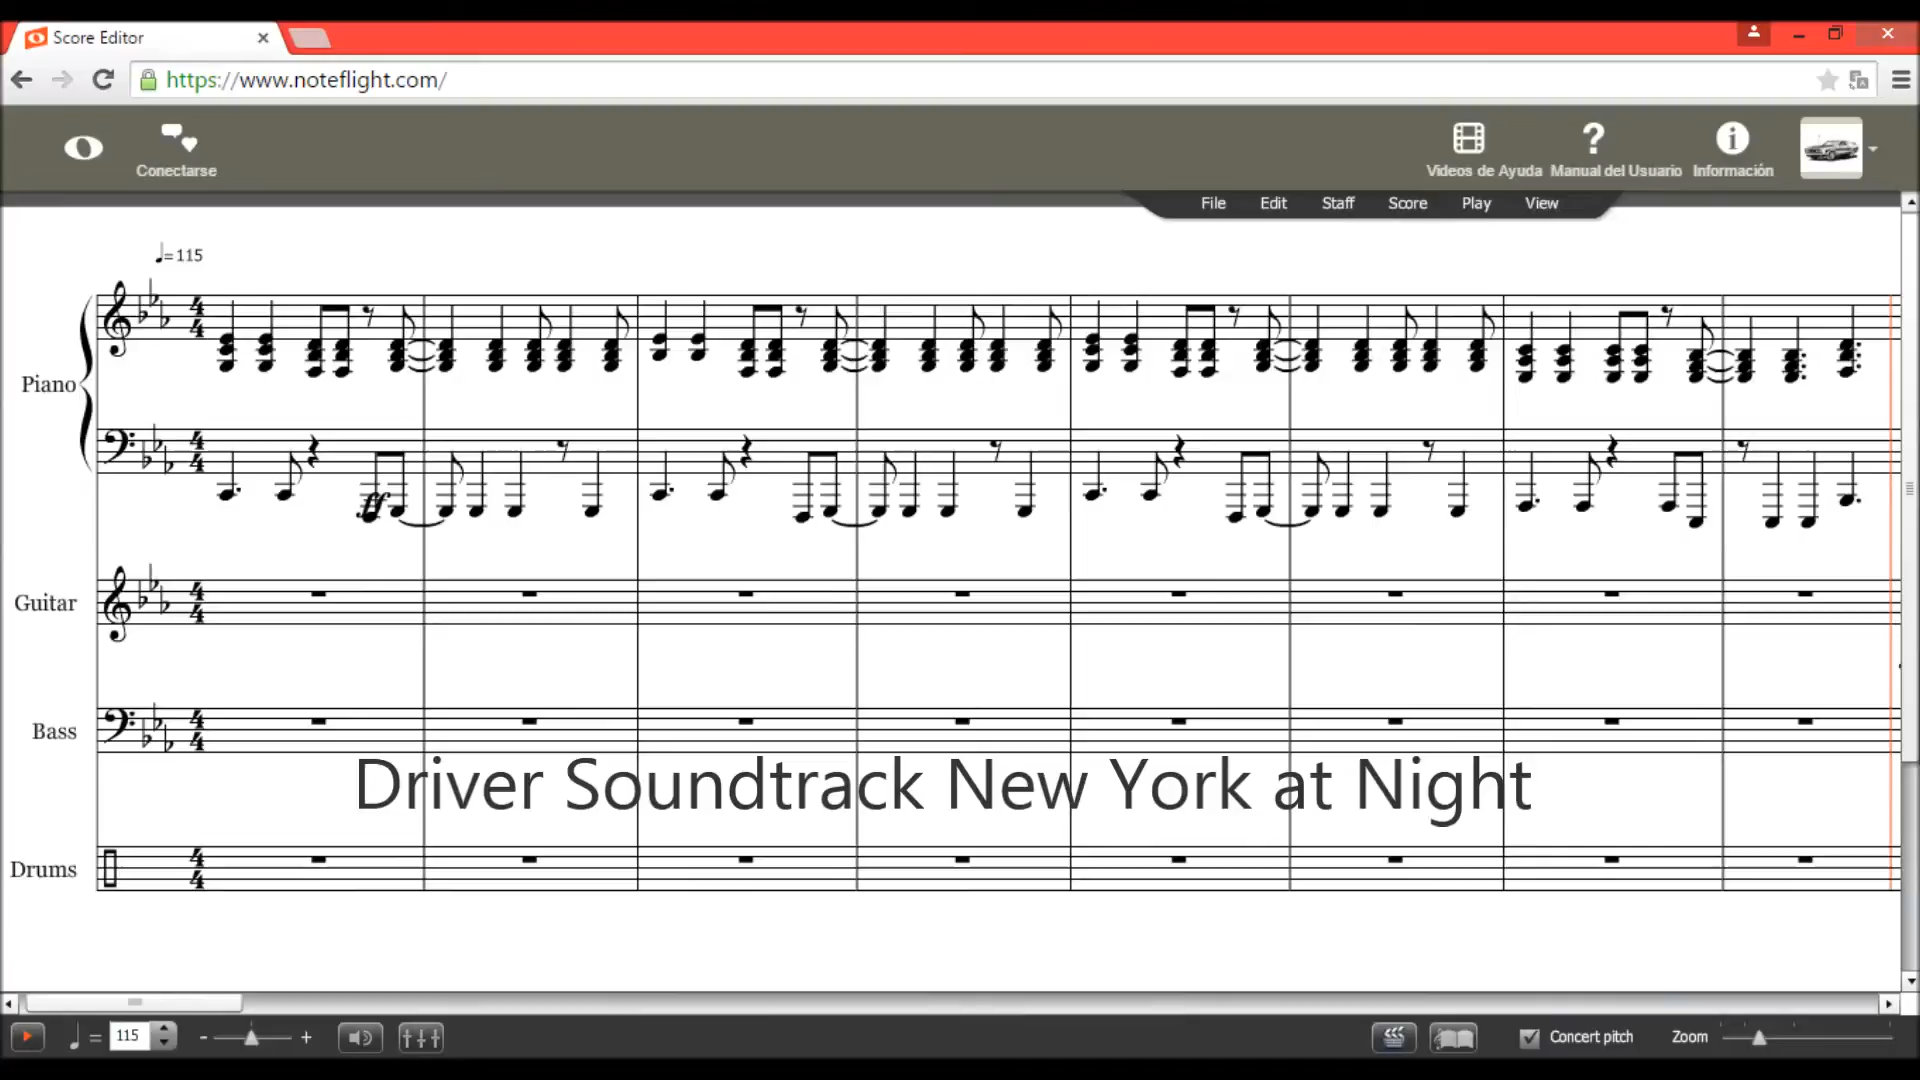 Score Editor
https://www.noteflight.com/
Conectarse
Videos de Ayuda
Manual del Usuario
Información
File Edit Staff Score Play View
♩=115
Piano
ff
Guitar
Bass
Driver Soundtrack New York at Night
Drums
♩ = 115
- +
Concert pitch
Zoom